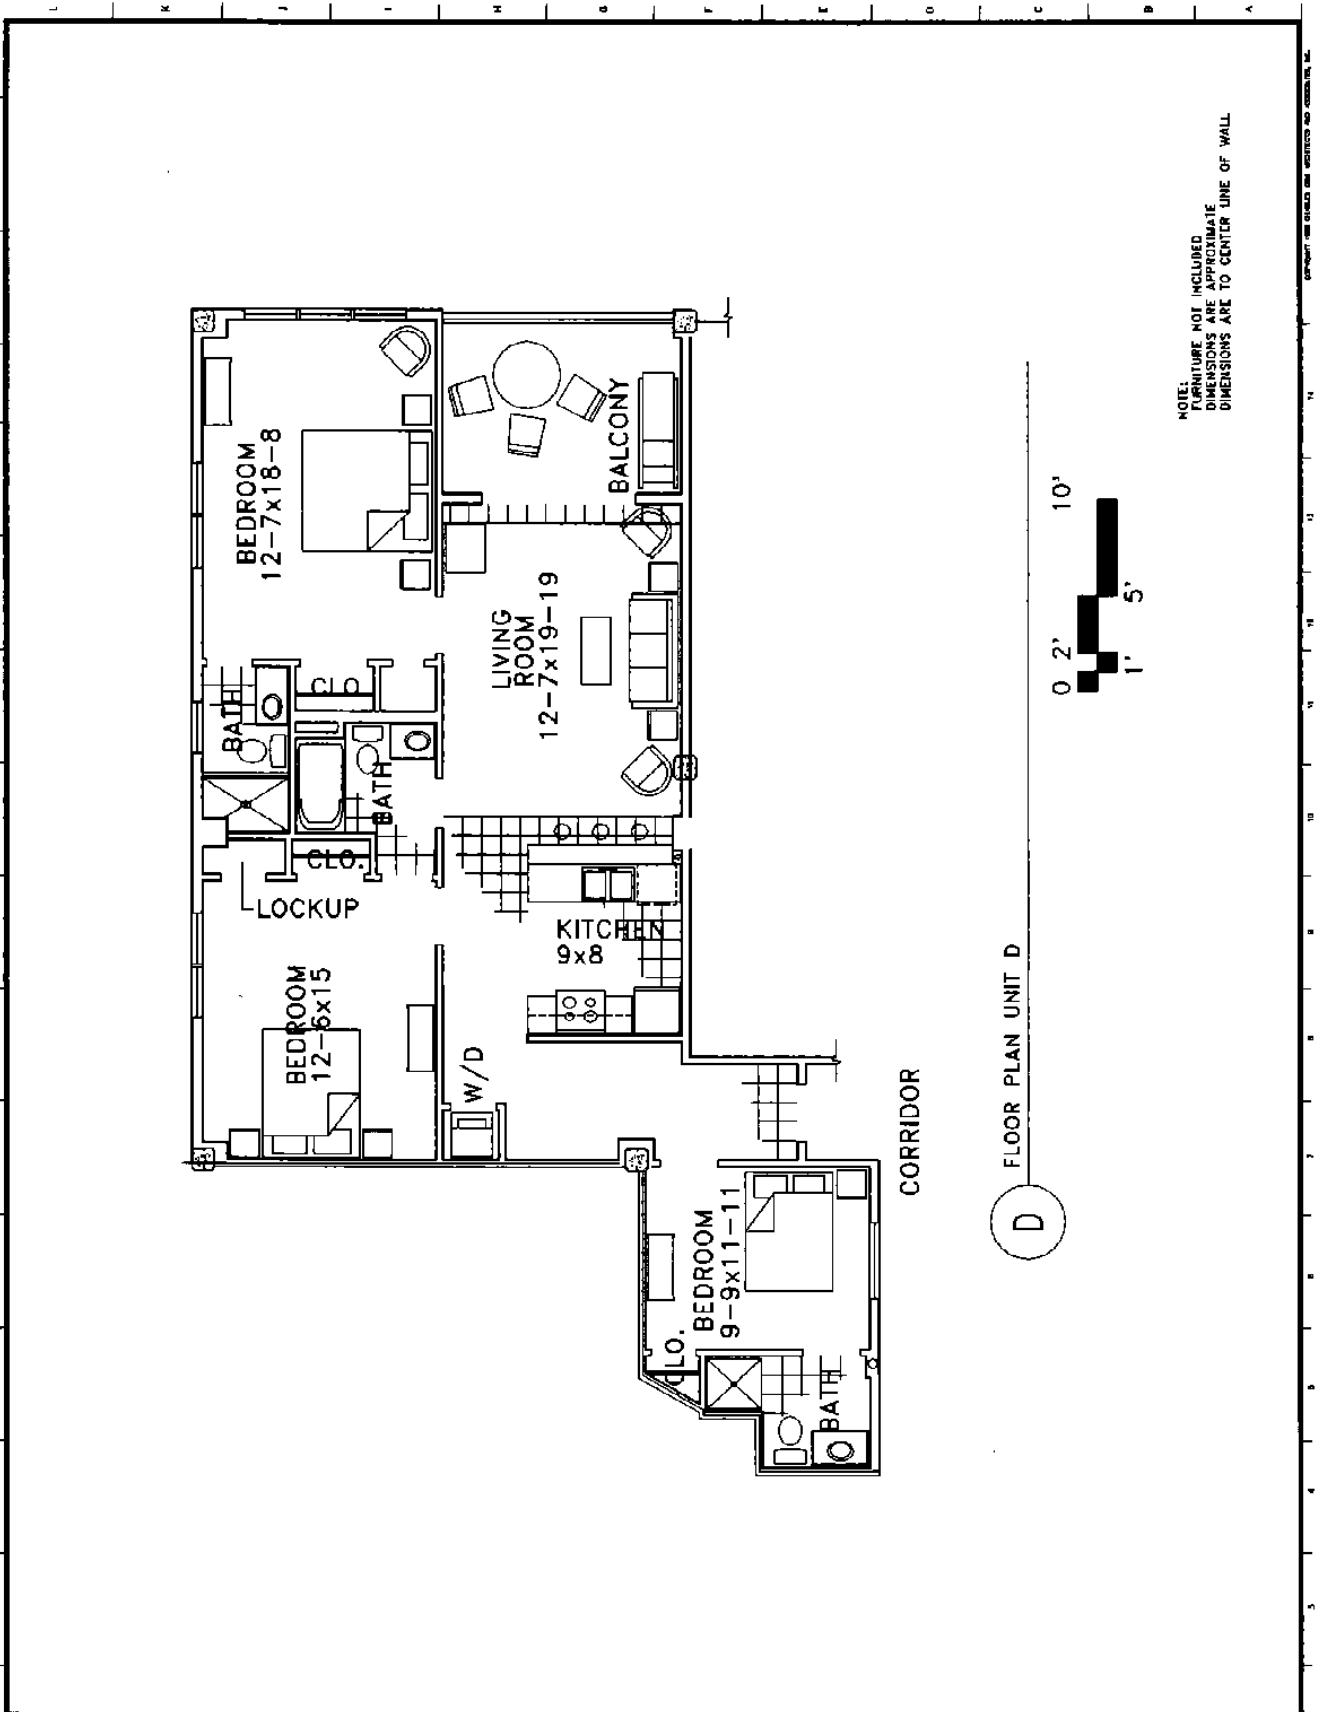 BEDROOM
12-7x18-8
BALCONY
LIVING
ROOM
12-7x19-19
BATH
CLO.
BATH
CLO.
LOCKUP
KITCHEN
9x8
BEDROOM
12-6x15
W/D
BEDROOM
9-9x11-11
LO.
BATH
CORRIDOR
D
FLOOR PLAN UNIT D
0 2' 10'
1' 5'
NOTE:
FURNITURE NOT INCLUDED
DIMENSIONS ARE APPROXIMATE
DIMENSIONS ARE TO CENTER LINE OF WALL
L K J I H G F E D C B A